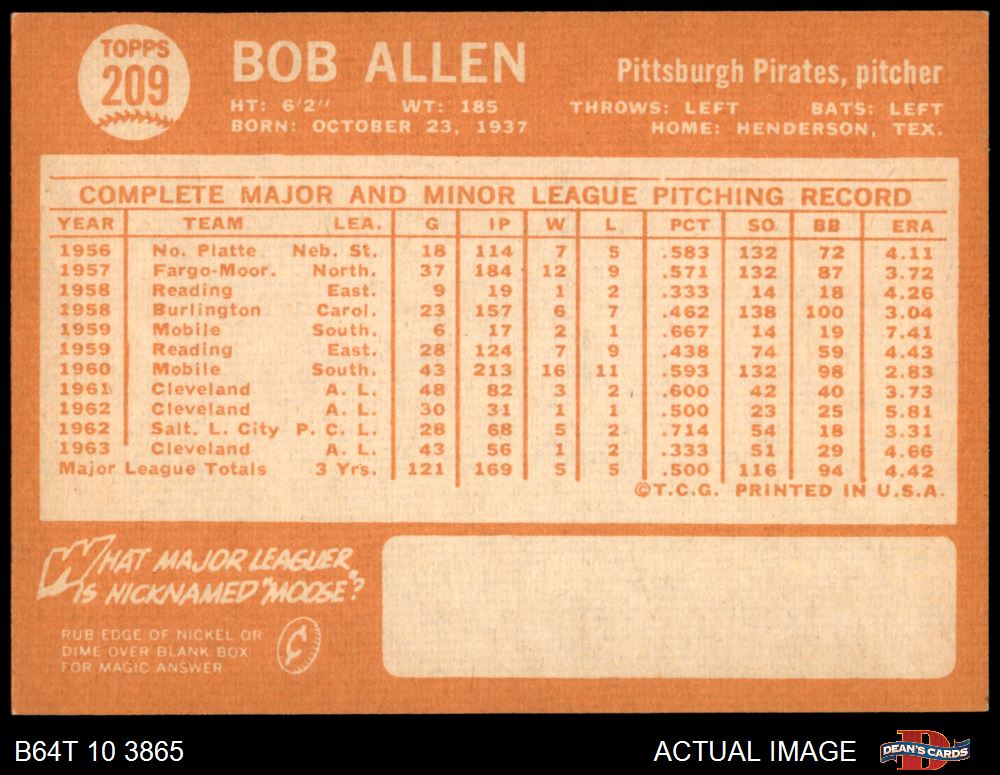 TOPPS
209
BOB ALLEN
Pittsburgh Pirates, pitcher
HT: 6'2" WT: 185 THROWS: LEFT BATS: LEFT
BORN: OCTOBER 23, 1937 HOME: HENDERSON, TEX.
COMPLETE MAJOR AND MINOR LEAGUE PITCHING RECORD
YEAR TEAM LEA. G IP W L PCT SO BB ERA
1956 No. Platte Neb. St. 18 114 7 5 .583 132 72 4.11
1957 Fargo-Moor. North. 37 184 12 9 .571 132 87 3.72
1958 Reading East. 9 19 1 2 .333 14 18 4.26
1958 Burlington Carol. 23 157 6 7 .462 138 100 3.04
1959 Mobile South. 6 17 2 1 .667 14 19 7.41
1959 Reading East. 28 124 7 9 .438 74 59 4.43
1960 Mobile South. 43 213 16 11 .593 132 98 2.83
1961 Cleveland A. L. 48 82 3 2 .600 42 40 3.73
1962 Cleveland A. L. 30 31 1 1 .500 23 25 5.81
1962 Salt. L. City P. C. L. 28 68 5 2 .714 54 18 3.31
1963 Cleveland A. L. 43 56 1 2 .333 51 29 4.66
Major League Totals 3 Yrs. 121 169 5 5 .500 116 94 4.42
©T.C.G. PRINTED IN U.S.A.
WHAT MAJOR LEAGUER
IS NICKNAMED "MOOSE"?
RUB EDGE OF NICKEL OR
DIME OVER BLANK BOX
FOR MAGIC ANSWER
¢
B64T 10 3865 ACTUAL IMAGE DEAN'S CARDS